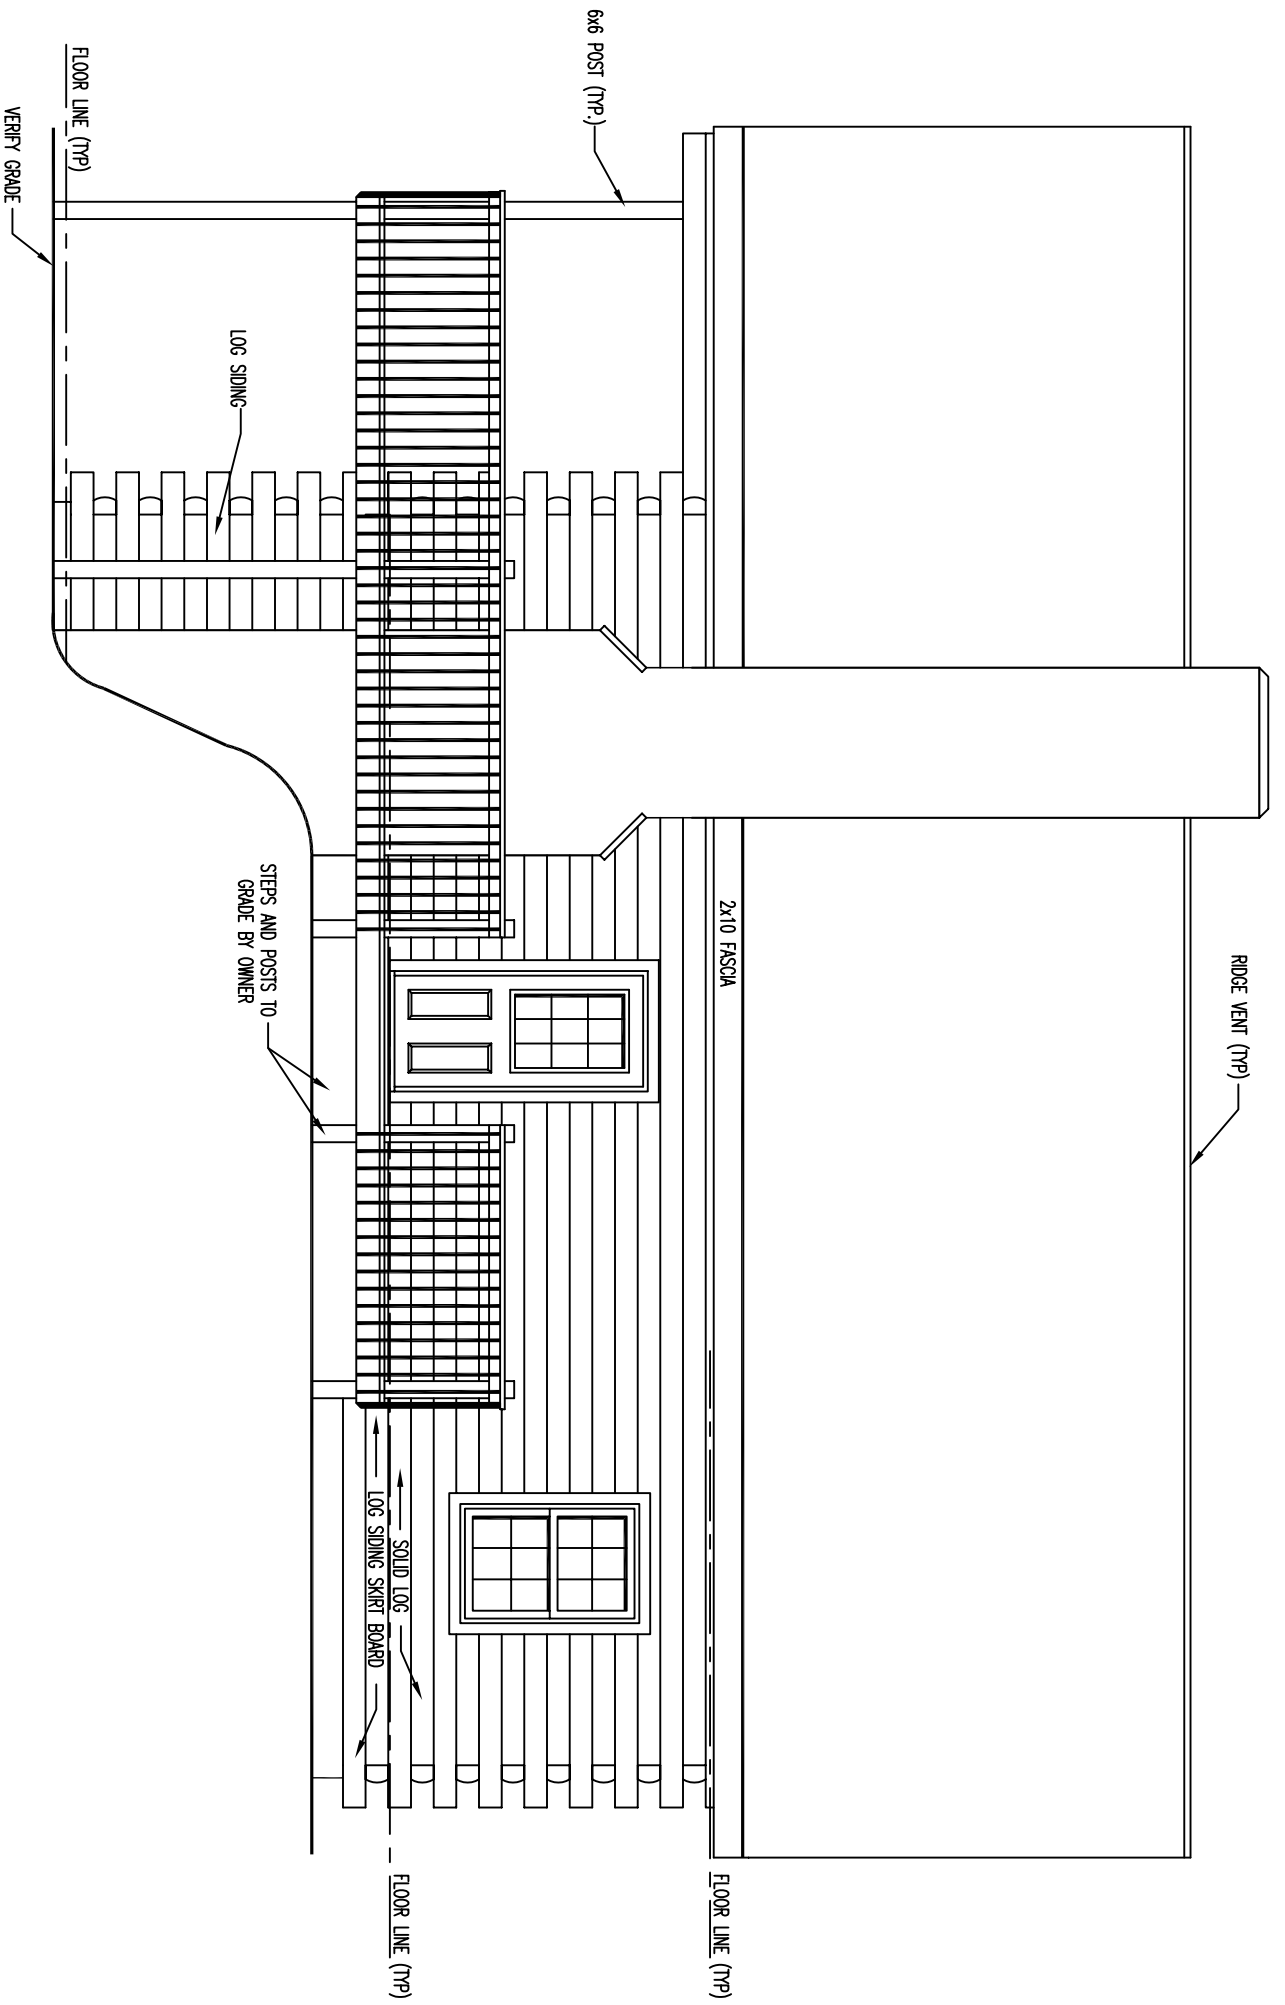 RIDGE VENT (TYP)
2x10 FASCIA
FLOOR LINE (TYP)
6x6 POST (TYP.)
SOLID LOG
FLOOR LINE (TYP)
LOG SIDING SKIRT BOARD
STEPS AND POSTS TO
GRADE BY OWNER
LOG SIDING
FLOOR LINE (TYP)
VERIFY GRADE